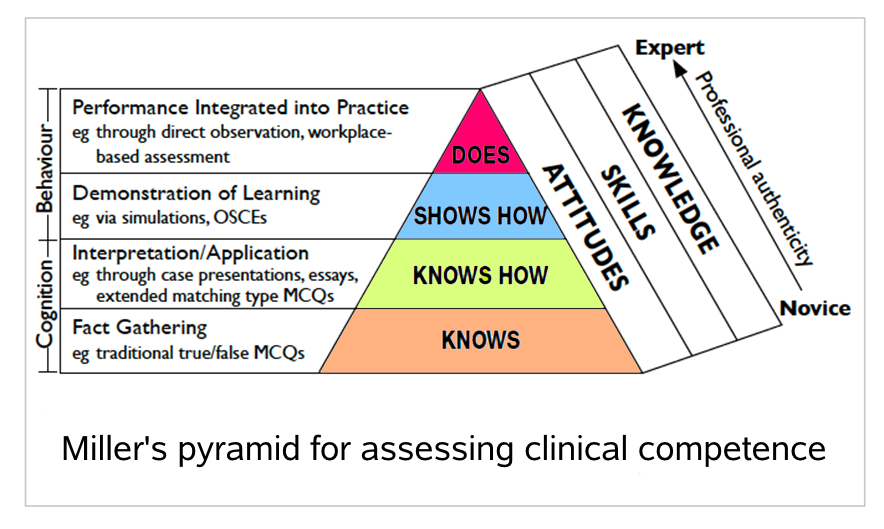 Expert
Professional authenticity
Novice
KNOWLEDGE
SKILLS
ATTITUDES
Behaviour
Cognition
Performance Integrated into Practice
eg through direct observation, workplace-
based assessment
DOES
Demonstration of Learning
eg via simulations, OSCEs
SHOWS HOW
Interpretation/Application
eg through case presentations, essays,
extended matching type MCQs
KNOWS HOW
Fact Gathering
eg traditional true/false MCQs
KNOWS
Miller's pyramid for assessing clinical competence